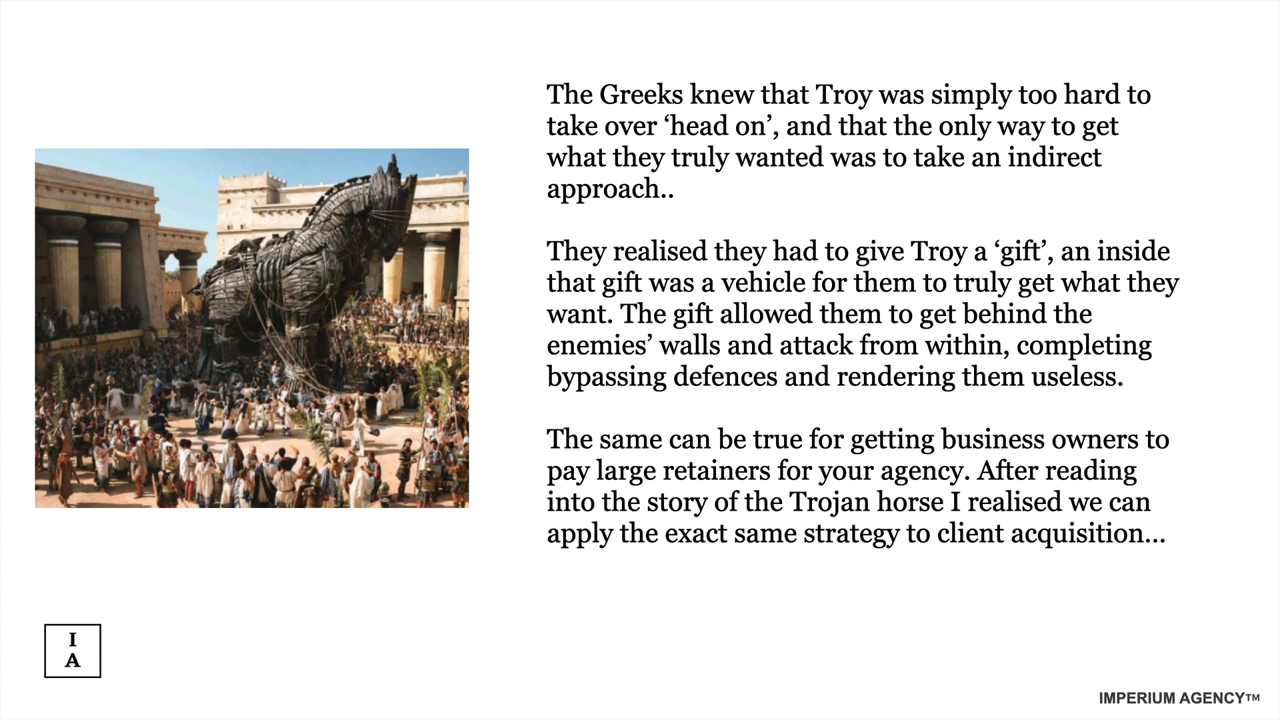 The Greeks knew that Troy was simply too hard to
take over ‘head on’, and that the only way to get
what they truly wanted was to take an indirect
approach..
They realised they had to give Troy a ‘gift’, an inside
that gift was a vehicle for them to truly get what they
want. The gift allowed them to get behind the
enemies’ walls and attack from within, completing
bypassing defences and rendering them useless.
The same can be true for getting business owners to
pay large retainers for your agency. After reading
into the story of the Trojan horse I realised we can
apply the exact same strategy to client acquisition...
I
A
IMPERIUM AGENCY™